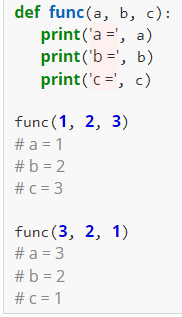 def func(a, b, c):
    print('a =', a)
    print('b =', b)
    print('c =', c)

func(1, 2, 3)
# a = 1
# b = 2
# c = 3

func(3, 2, 1)
# a = 3
# b = 2
# c = 1